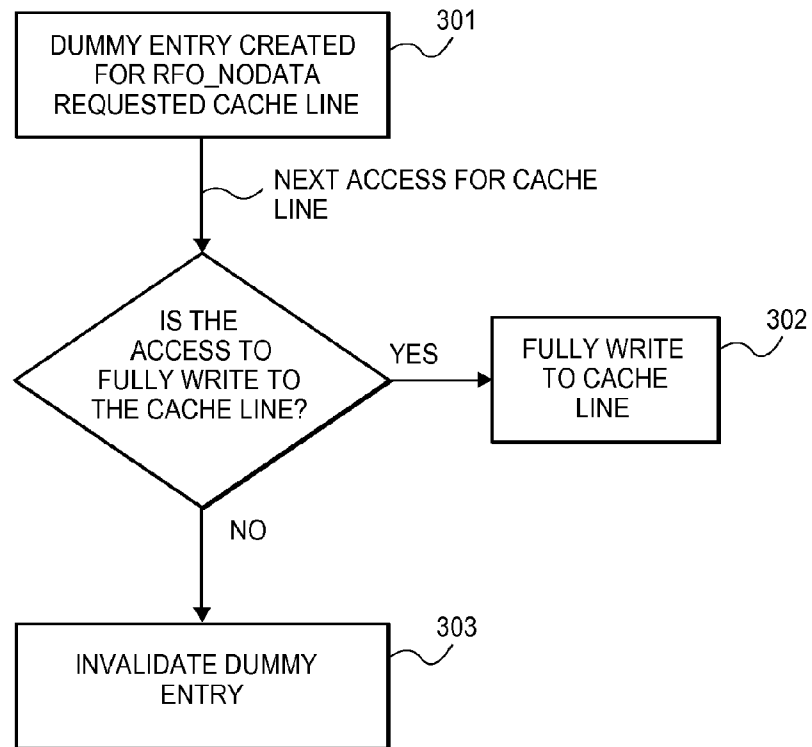 DUMMY ENTRY CREATED
FOR RFO_NODATA
REQUESTED CACHE LINE
301
NEXT ACCESS FOR CACHE
LINE
IS THE
ACCESS TO
FULLY WRITE TO
THE CACHE LINE?
YES
FULLY WRITE
TO CACHE
LINE
302
NO
INVALIDATE DUMMY
ENTRY
303